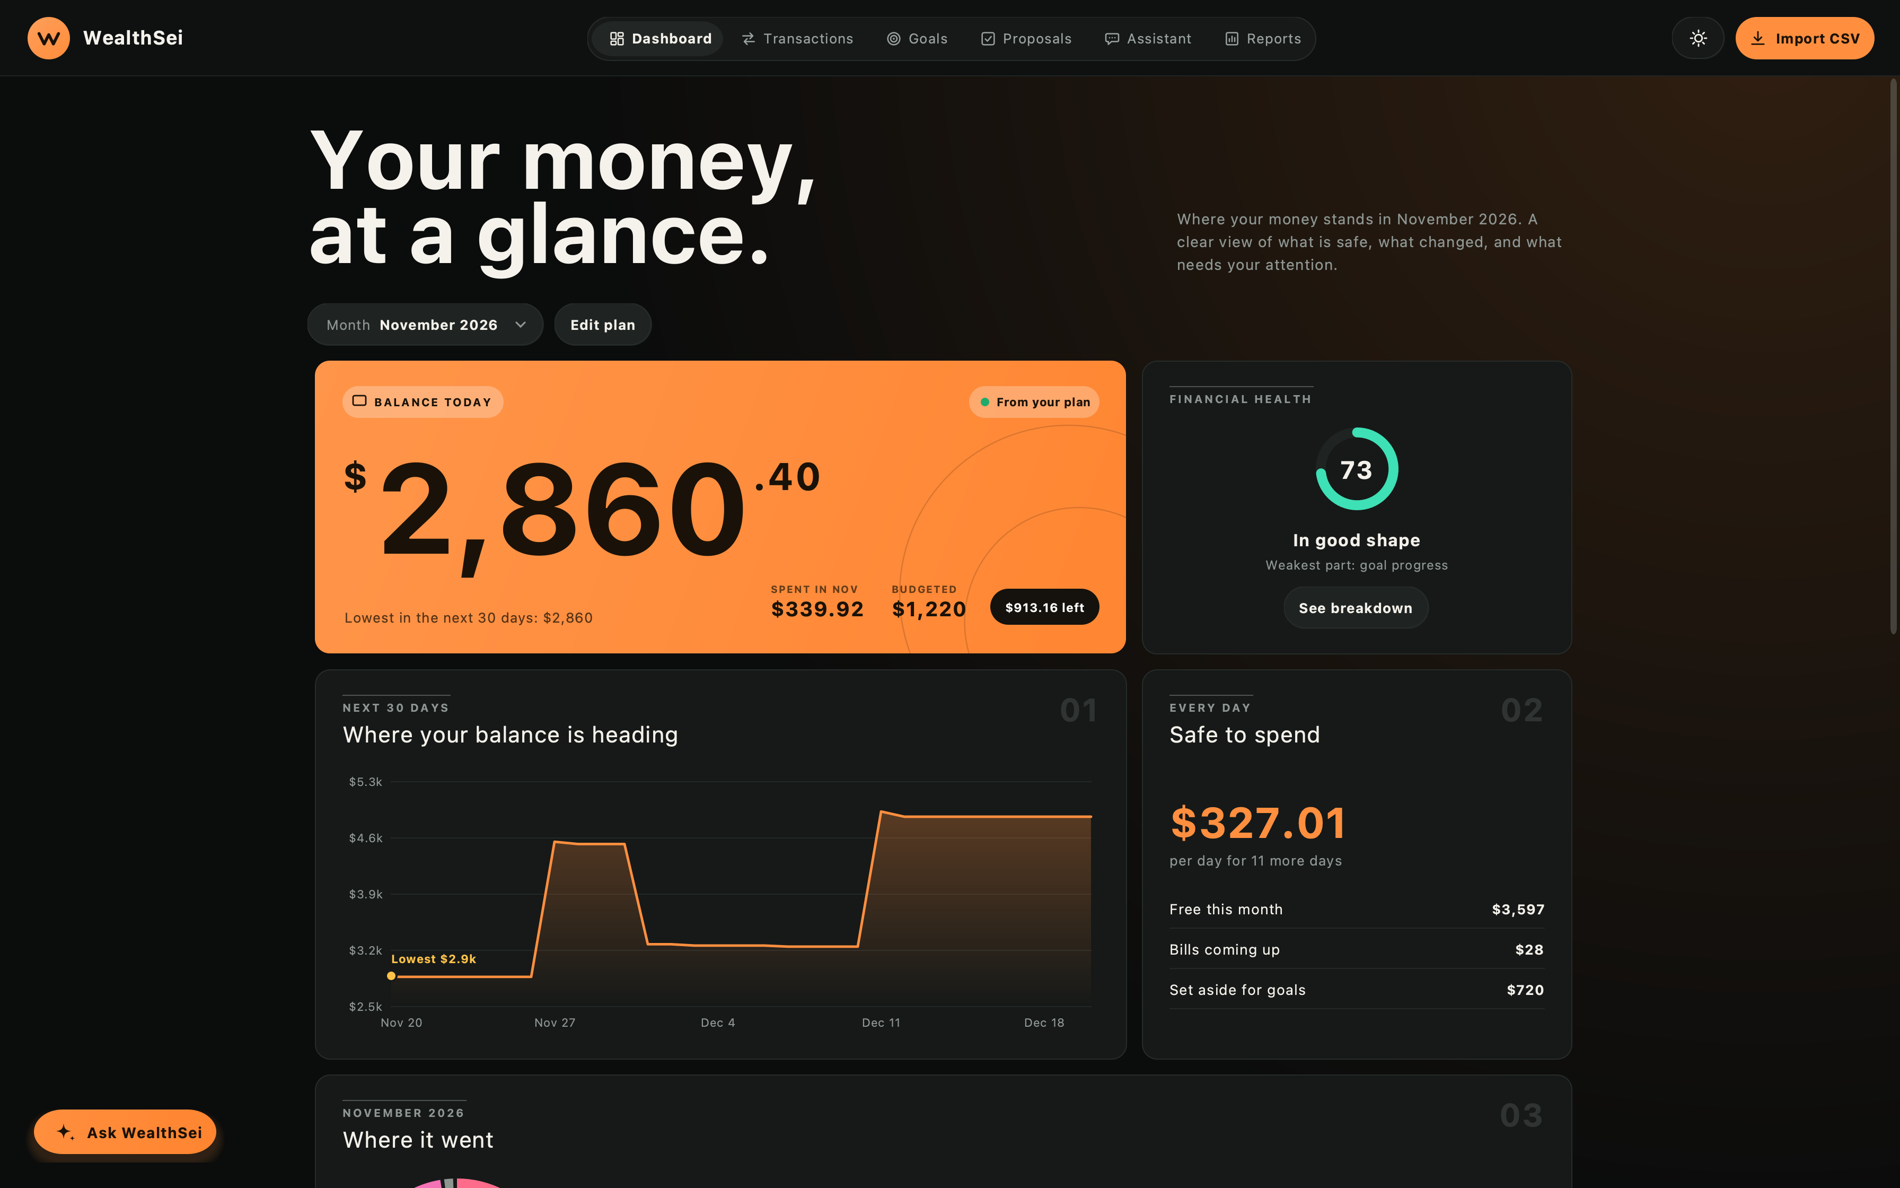 WealthSei
Dashboard
Transactions
Goals
Proposals
Assistant
Reports
Import CSV
Your money,
at a glance.
Where your money stands in November 2026. A
clear view of what is safe, what changed, and what
needs your attention.
Month November 2026
Edit plan
BALANCE TODAY
From your plan
$2,860.40
Lowest in the next 30 days: $2,860
SPENT IN NOV
$339.92
BUDGETED
$1,220
$913.16 left
FINANCIAL HEALTH
73
In good shape
Weakest part: goal progress
See breakdown
NEXT 30 DAYS
01
Where your balance is heading
$5.3k
$4.6k
$3.9k
$3.2k
Lowest $2.9k
$2.5k
Nov 20
Nov 27
Dec 4
Dec 11
Dec 18
EVERY DAY
02
Safe to spend
$327.01
per day for 11 more days
Free this month $3,597
Bills coming up $28
Set aside for goals $720
NOVEMBER 2026
03
Where it went
Ask WealthSei